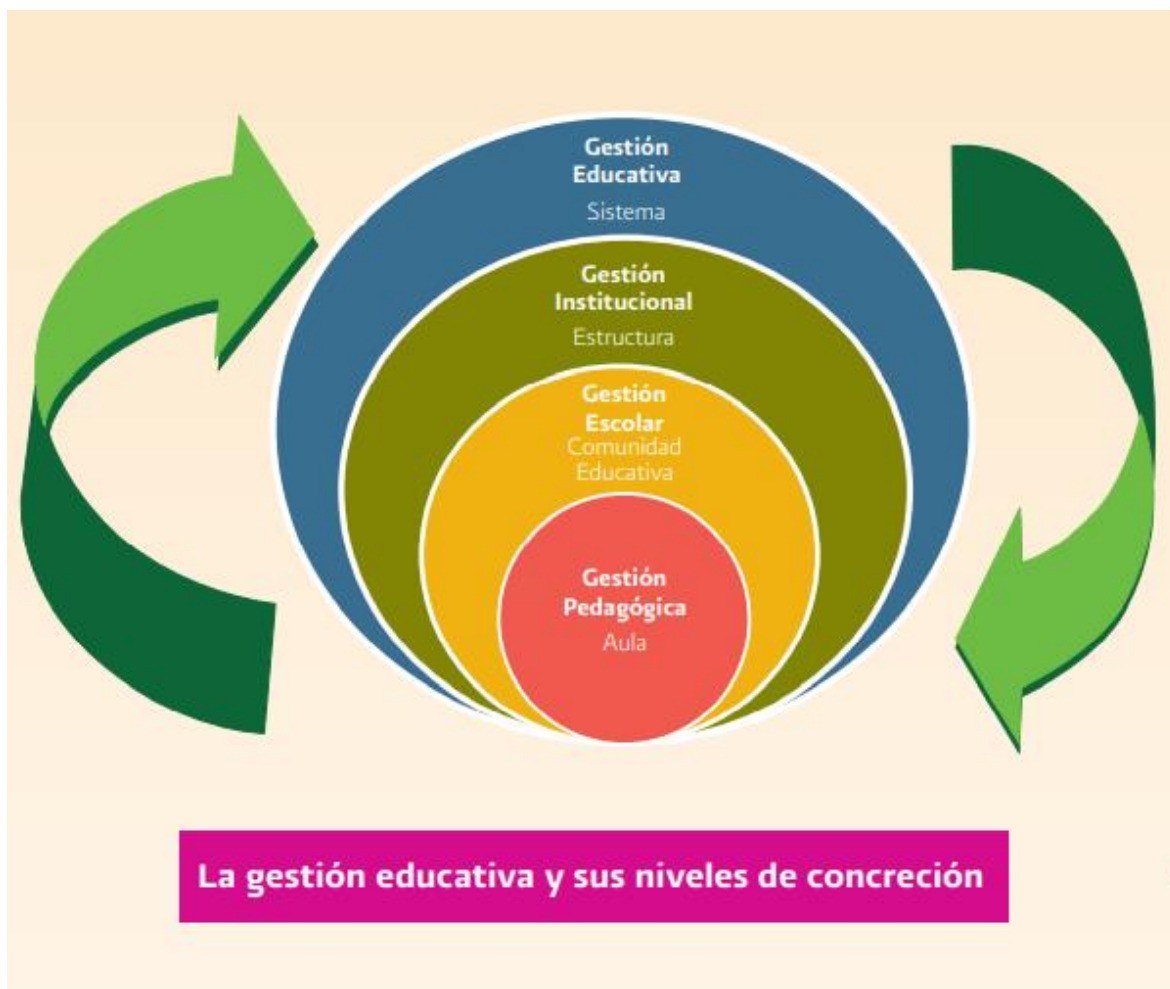 Gestión
Educativa
Sistema
Gestión
Institucional
Estructura
Gestión
Escolar
Comunidad
Educativa
Gestión
Pedagógica
Aula
La gestión educativa y sus niveles de concreción